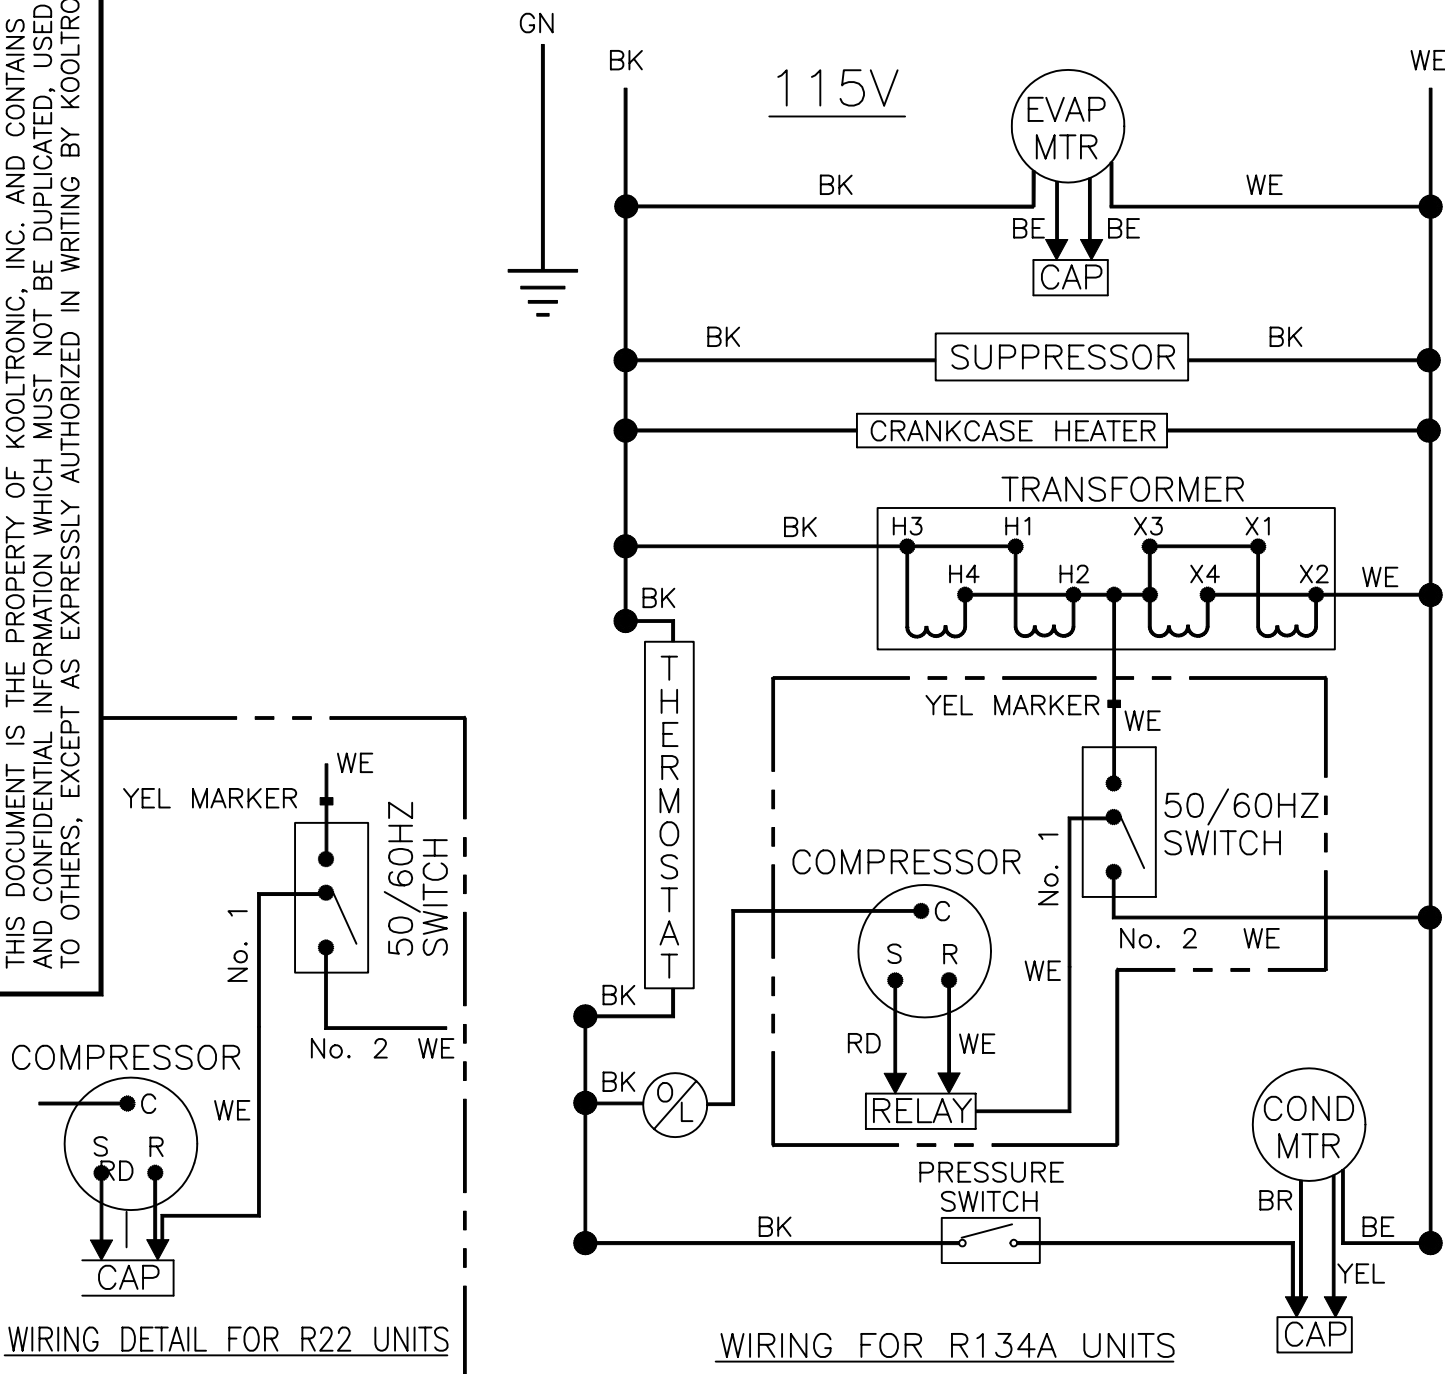 THIS DOCUMENT IS THE PROPERTY OF KOOLTRONIC, INC. AND CONTAINS
AND CONFIDENTIAL INFORMATION WHICH MUST NOT BE DUPLICATED, USED
TO OTHERS, EXCEPT AS EXPRESSLY AUTHORIZED IN WRITING BY KOOLTRO
GN
BK
115V
WE
EVAP
MTR
BK
WE
BE
BE
CAP
BK
SUPPRESSOR
BK
CRANKCASE HEATER
TRANSFORMER
BK
H3
H1
X3
X1
H4
H2
X4
X2
WE
BK
THERMOSTAT
YEL MARKER
WE
50/60HZ
SWITCH
No. 1
COMPRESSOR
C
S
R
No. 2
WE
WE
BK
RD
WE
BK
O/L
RELAY
COND
MTR
PRESSURE
SWITCH
BK
BR
BE
YEL
CAP
WIRING FOR R134A UNITS
WE
YEL MARKER
50/60HZ
SWITCH
No. 1
No. 2
WE
COMPRESSOR
C
WE
S
R
RD
CAP
WIRING DETAIL FOR R22 UNITS